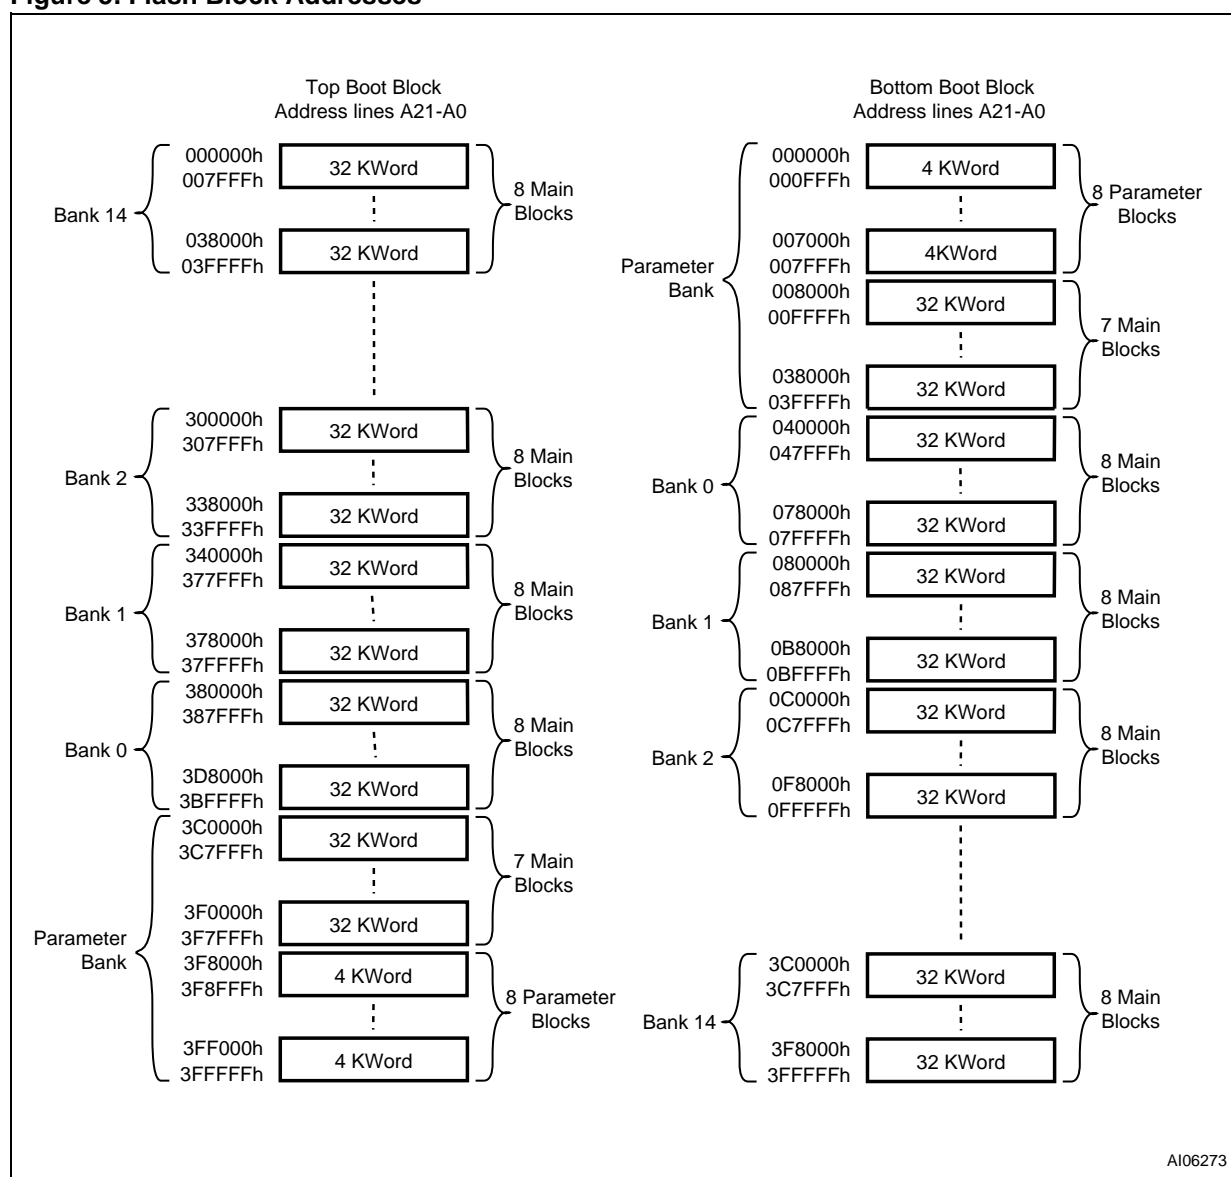 Top Boot Block
Address lines A21-A0
Bank 14
000000h
007FFFh
32 KWord
038000h
03FFFFh
32 KWord
8 Main
Blocks
Bank 2
300000h
307FFFh
32 KWord
338000h
33FFFFh
32 KWord
8 Main
Blocks
Bank 1
340000h
377FFFh
32 KWord
378000h
37FFFFh
32 KWord
8 Main
Blocks
Bank 0
380000h
387FFFh
32 KWord
3D8000h
3BFFFFh
32 KWord
8 Main
Blocks
Parameter
Bank
3C0000h
3C7FFFh
32 KWord
3F0000h
3F7FFFh
32 KWord
7 Main
Blocks
3F8000h
3F8FFFh
4 KWord
3FF000h
3FFFFFh
4 KWord
8 Parameter
Blocks
Bottom Boot Block
Address lines A21-A0
Parameter
Bank
000000h
000FFFh
4 KWord
007000h
007FFFh
4KWord
8 Parameter
Blocks
008000h
00FFFFh
32 KWord
038000h
03FFFFh
32 KWord
7 Main
Blocks
Bank 0
040000h
047FFFh
32 KWord
078000h
07FFFFh
32 KWord
8 Main
Blocks
Bank 1
080000h
087FFFh
32 KWord
0B8000h
0BFFFFh
32 KWord
8 Main
Blocks
Bank 2
0C0000h
0C7FFFh
32 KWord
0F8000h
0FFFFFh
32 KWord
8 Main
Blocks
Bank 14
3C0000h
3C7FFFh
32 KWord
3F8000h
3FFFFFh
32 KWord
8 Main
Blocks
AI06273